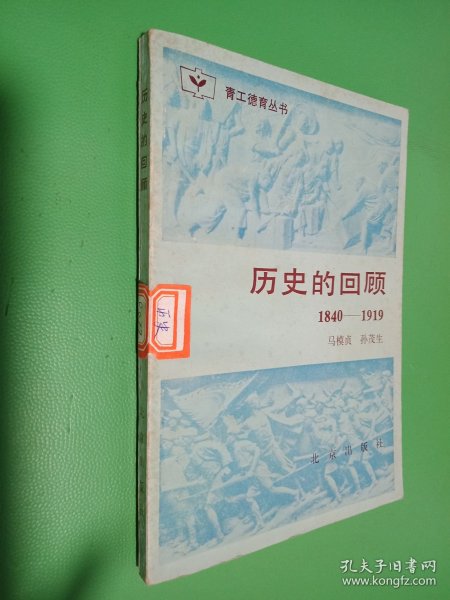 青工德育丛书
历史的回顾
1840—1919
马模贞 孙茂生
北京出版社
历史的回顾
孔夫子旧书网
www.kongfz.com